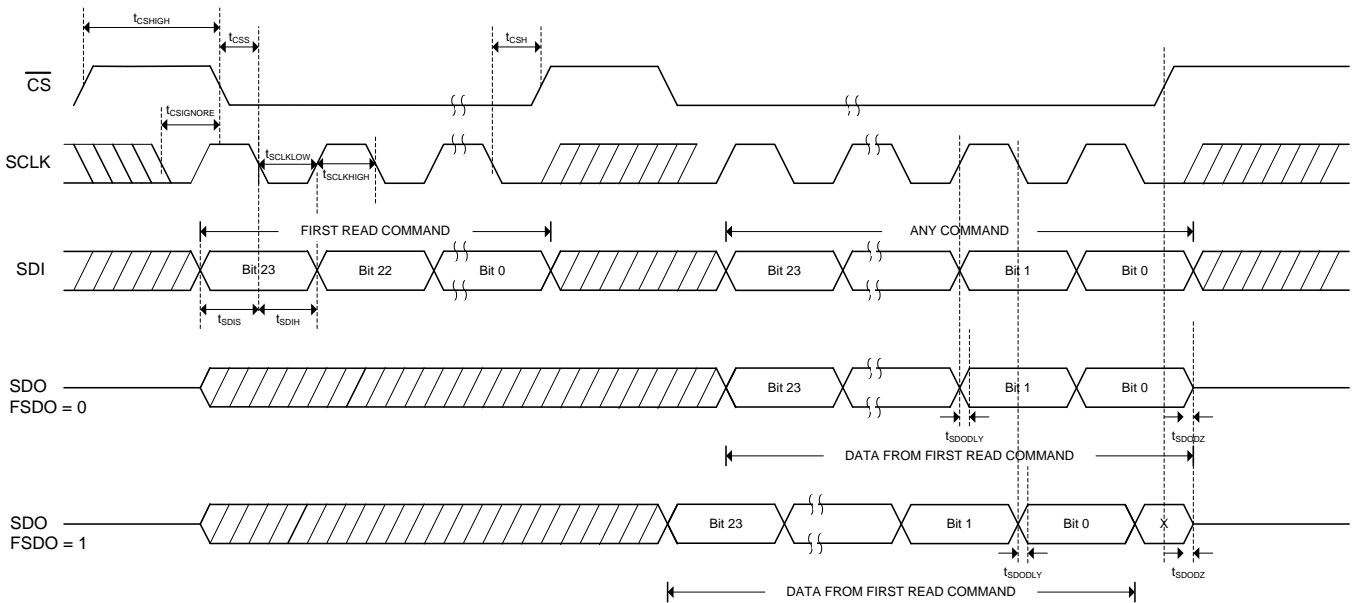 tCSHIGH
tCSS
tCSH
CS
tCSIGNORE
SCLK
tSCLKLOW
tSCLKHIGH
FIRST READ COMMAND
ANY COMMAND
SDI
Bit 23
Bit 22
Bit 0
Bit 23
Bit 1
Bit 0
tSDIS
tSDIH
SDO
FSDO = 0
Bit 23
Bit 1
Bit 0
tSDODLY
tSDODZ
DATA FROM FIRST READ COMMAND
SDO
FSDO = 1
Bit 23
Bit 1
Bit 0
X
tSDODLY
tSDODZ
DATA FROM FIRST READ COMMAND